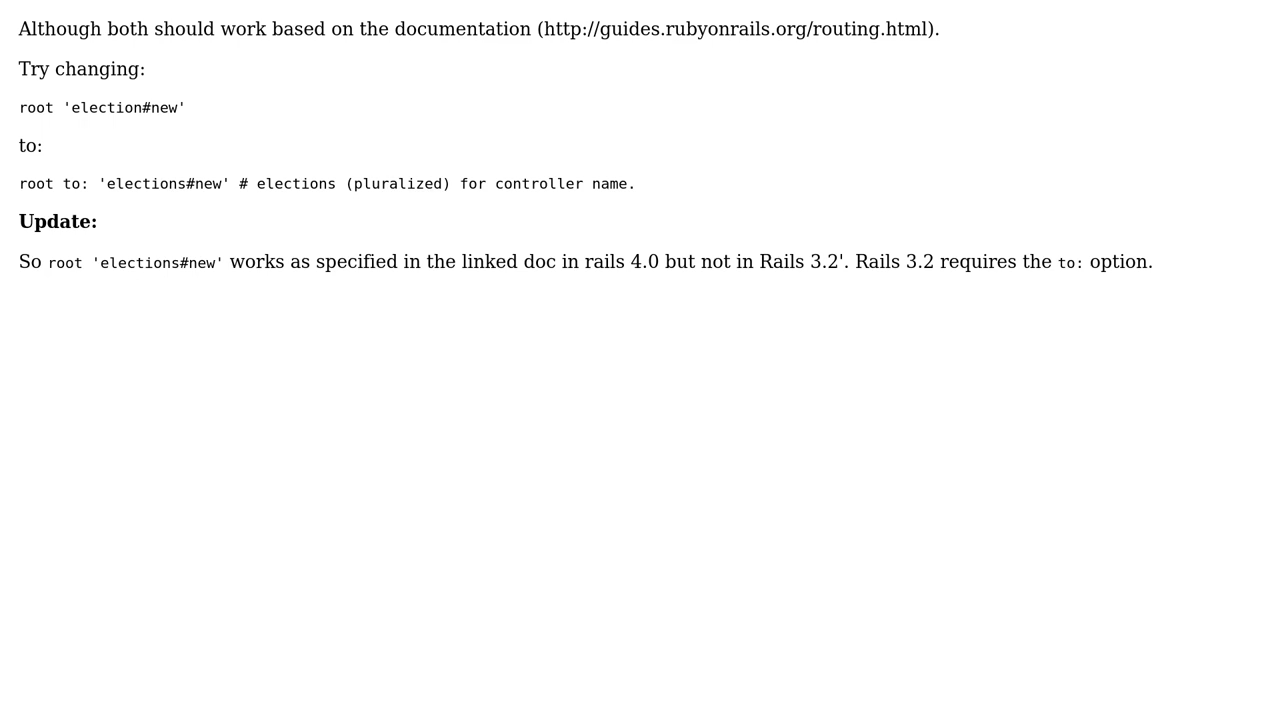 Although both should work based on the documentation (http://guides.rubyonrails.org/routing.html).
Try changing:
root 'election#new'
to:
root to: 'elections#new' # elections (pluralized) for controller name.
Update:
So root 'elections#new' works as specified in the linked doc in rails 4.0 but not in Rails 3.2'. Rails 3.2 requires the to: option.